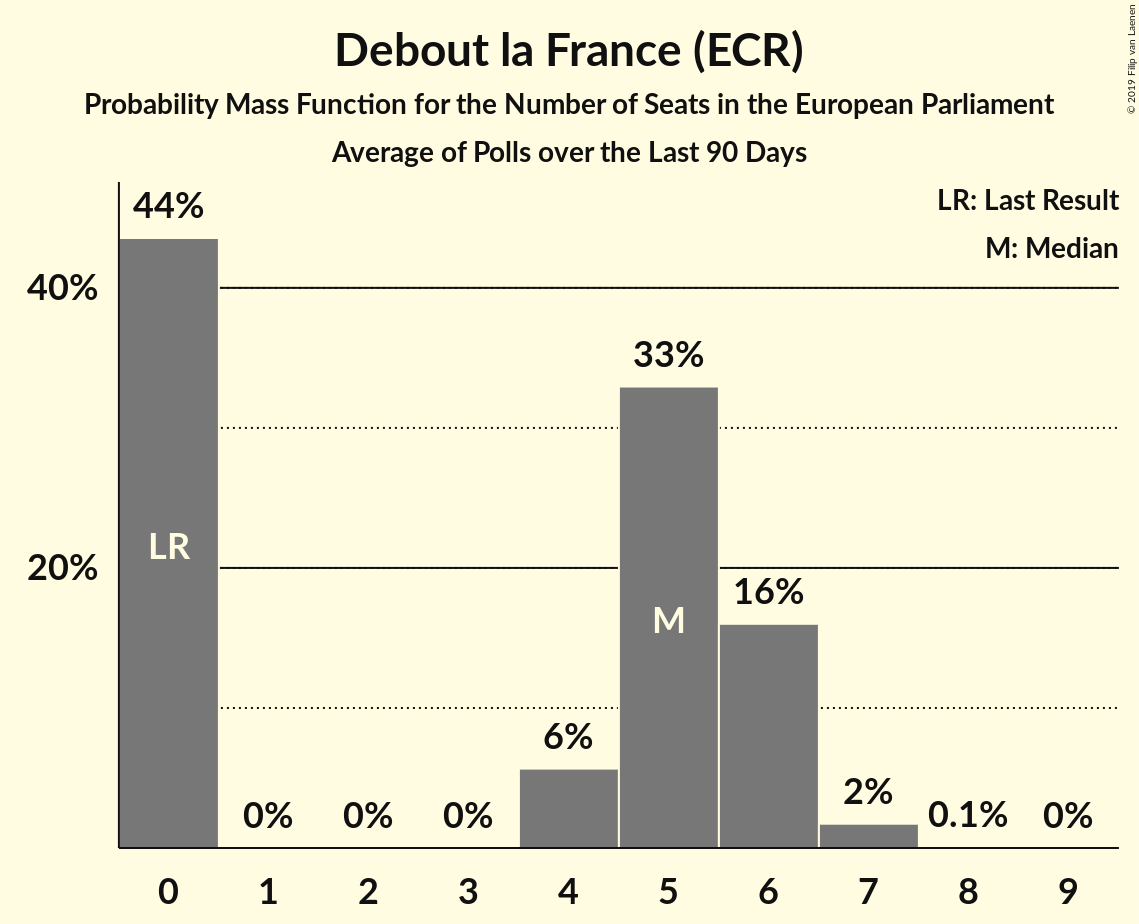 Debout la France (ECR)
Probability Mass Function for the Number of Seats in the European Parliament
Average of Polls over the Last 90 Days
© 2019 Filip van Laenen
LR: Last Result
M: Median
44%
40%
33%
20%
16%
6%
2%
0%
0%
0%
0.1%
0%
LR
M
0 1 2 3 4 5 6 7 8 9